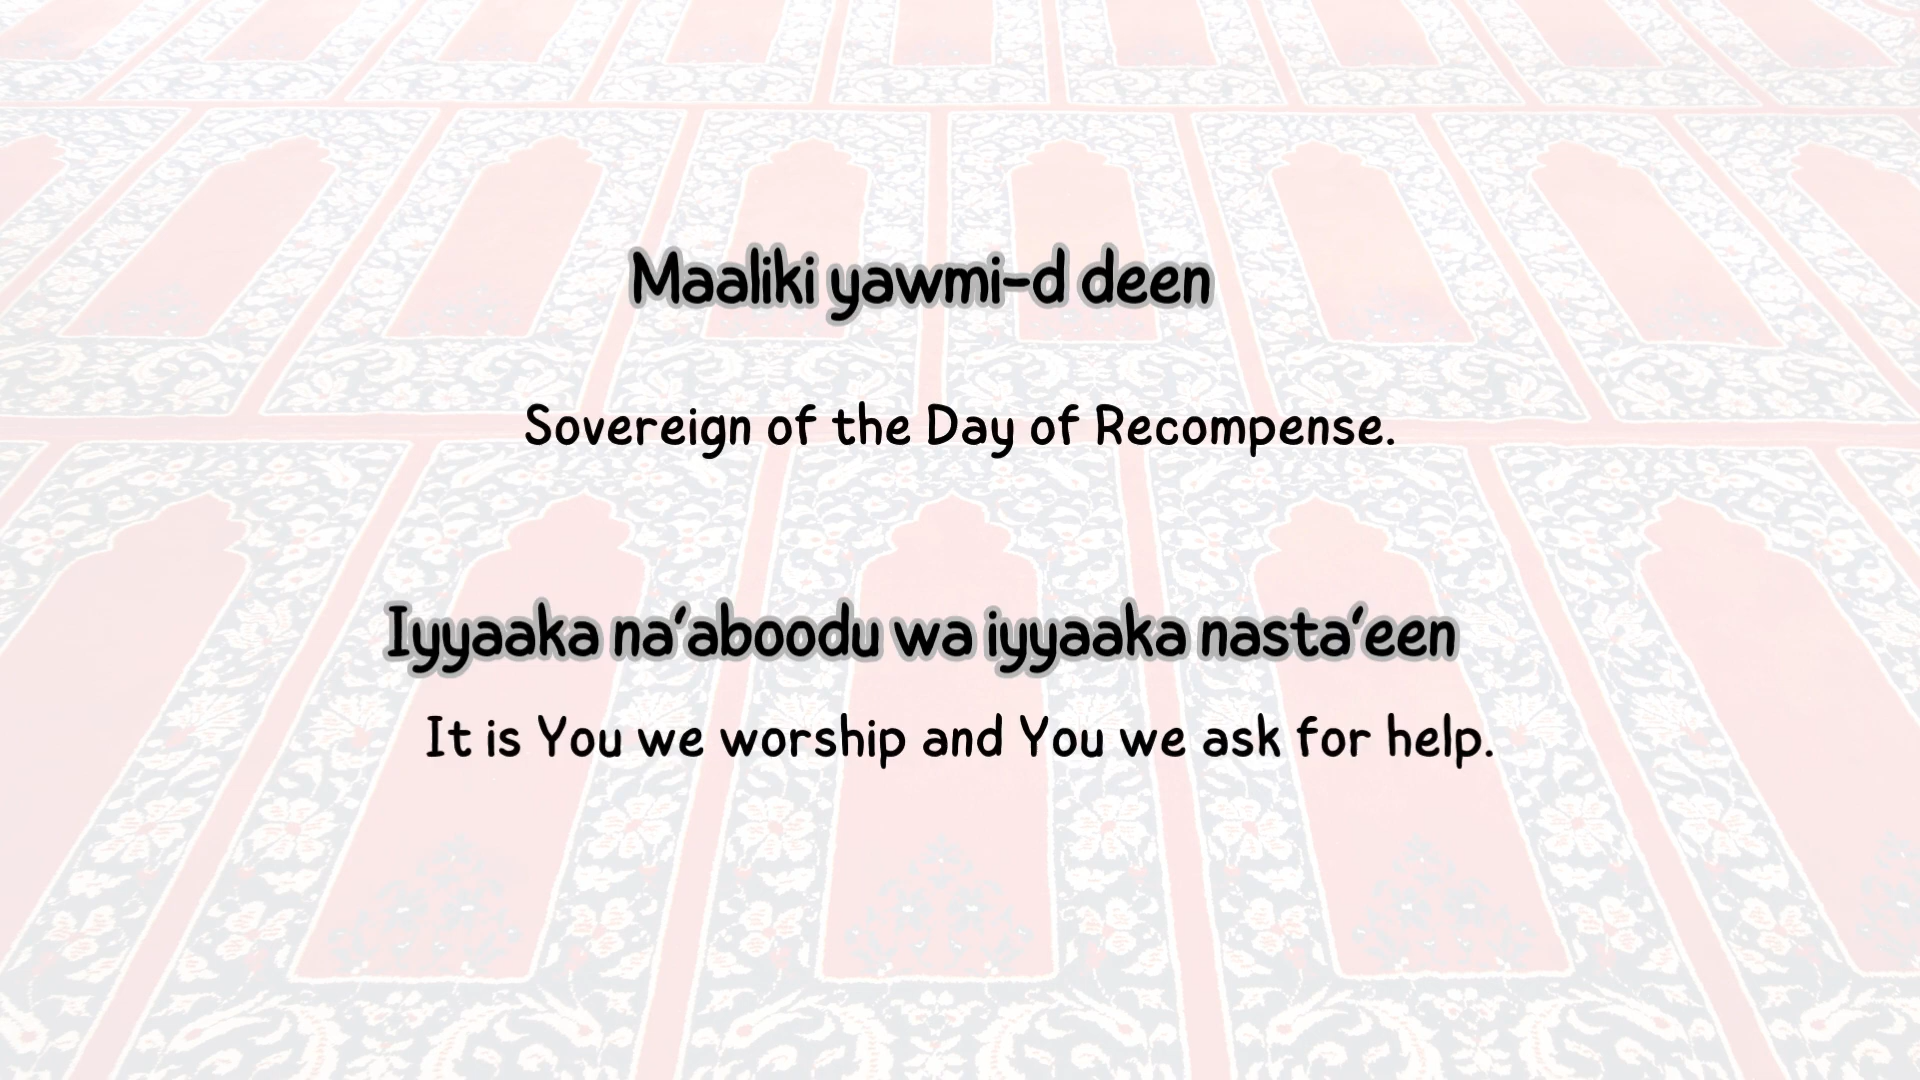 Maaliki yawmi-d deen
Sovereign of the Day of Recompense.
Iyyaaka na‘aboodu wa iyyaaka nasta‘een
It is You we worship and You we ask for help.